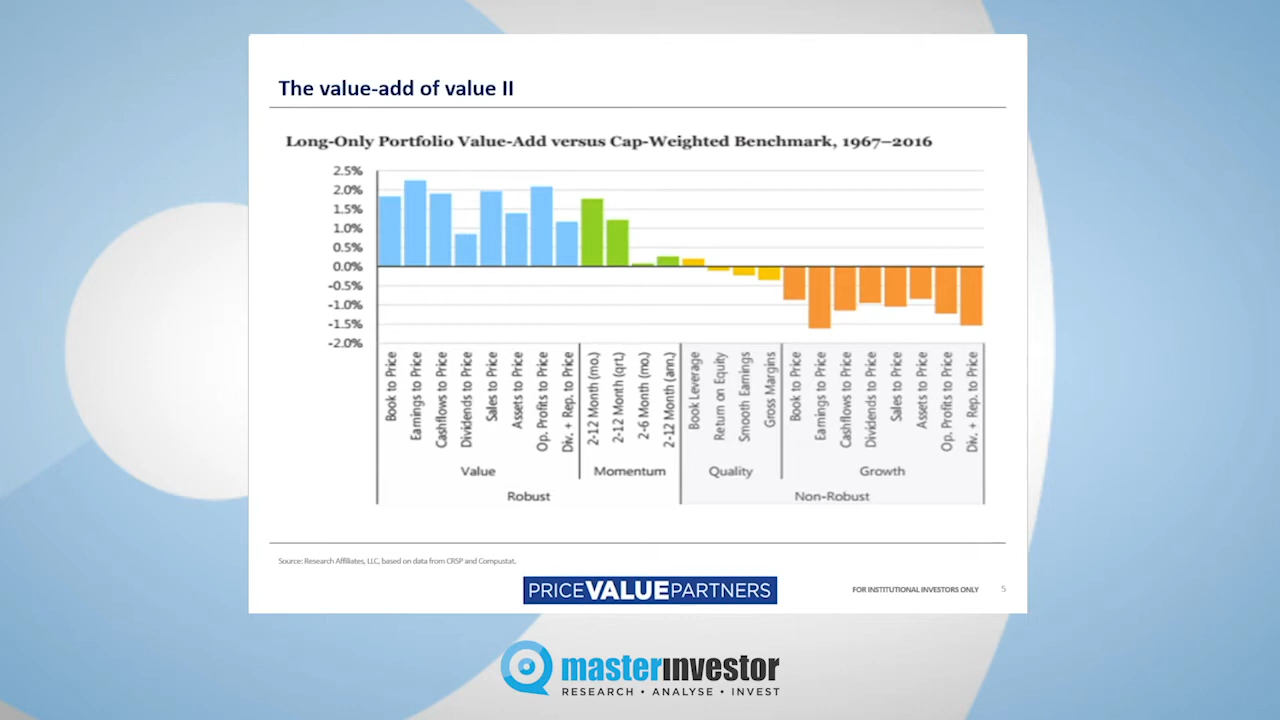 The value-add of value II
Long-Only Portfolio Value-Add versus Cap-Weighted Benchmark, 1967–2016
2.5%
2.0%
1.5%
1.0%
0.5%
0.0%
-0.5%
-1.0%
-1.5%
-2.0%
Book to Price
Earnings to Price
Cashflows to Price
Dividends to Price
Sales to Price
Assets to Price
Op. Profits to Price
Div. + Rep. to Price
2-12 Month (mo.)
2-12 Month (qrt.)
2-6 Month (mo.)
2-12 Month (ann.)
Book Leverage
Return on Equity
Smooth Earnings
Gross Margins
Book to Price
Earnings to Price
Cashflows to Price
Dividends to Price
Sales to Price
Assets to Price
Op. Profits to Price
Div. + Rep. to Price
Value Momentum Quality Growth
Robust Non-Robust
Source: Research Affiliates, LLC, based on data from CRSP and Compustat.
PRICEVALUEPARTNERS
FOR INSTITUTIONAL INVESTORS ONLY 5
masterinvestor
RESEARCH • ANALYSE • INVEST